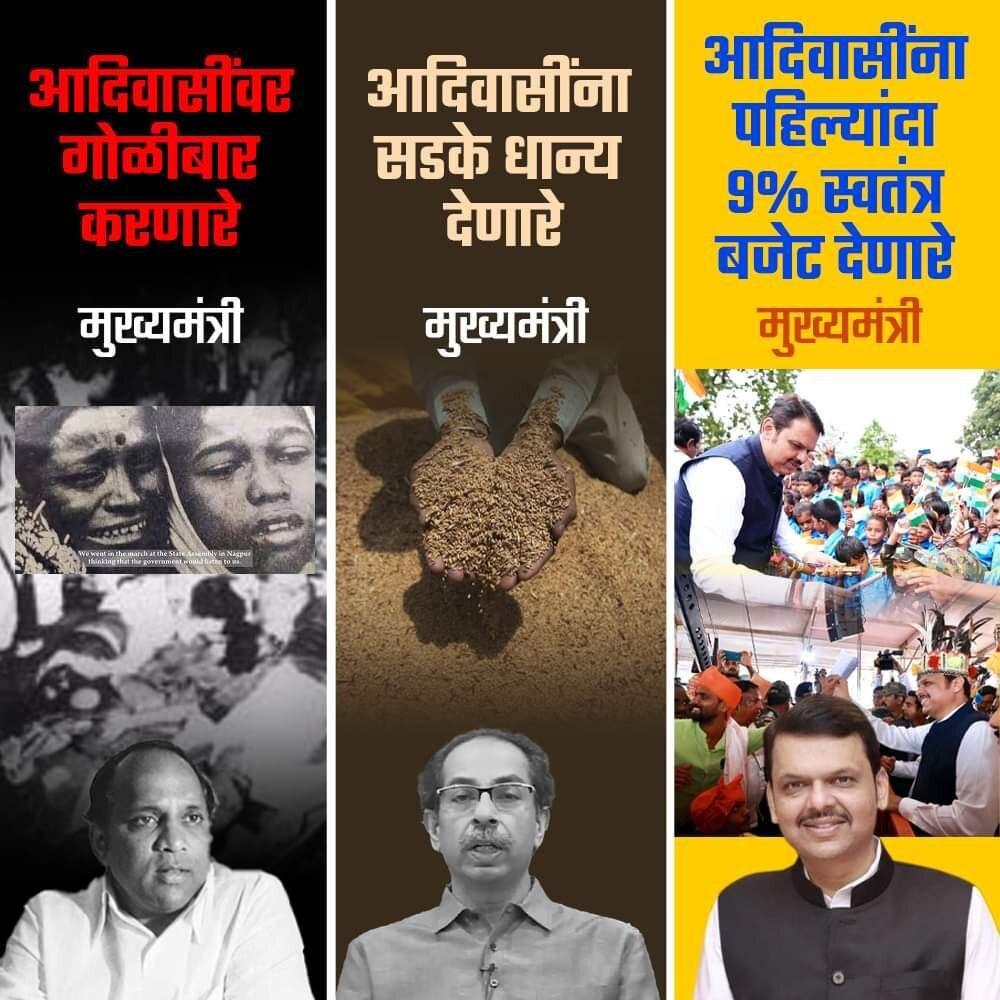 आदिवासींवर
गोळीबार
करणारे
मुख्यमंत्री
We went in the march at the State Assembly in Nagpur
thinking that the government would listen to us.
आदिवासींना
सडके धान्य
देणारे
मुख्यमंत्री
आदिवासींना
पहिल्यांदा
9% स्वतंत्र
बजेट देणारे
मुख्यमंत्री